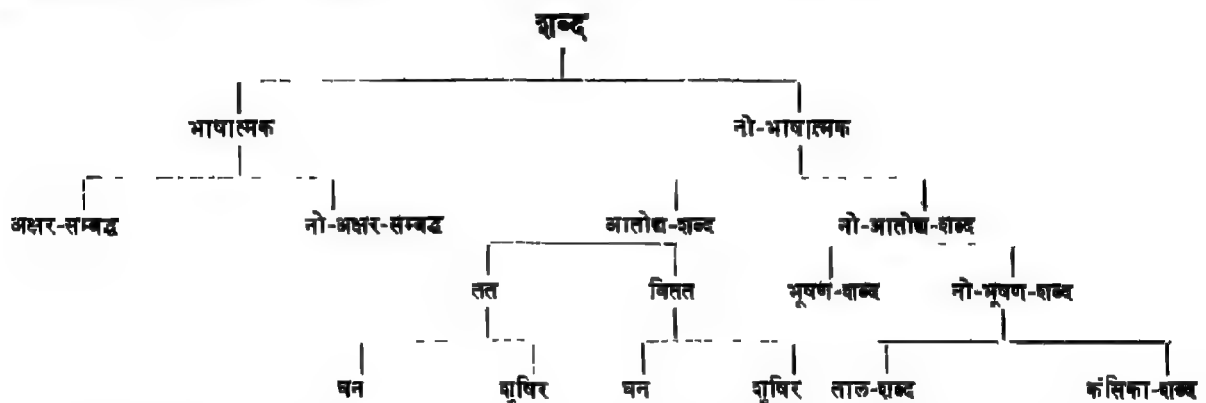 शब्द
भाषात्मक नो-भाषात्मक
अक्षर-सम्बद्ध नो-अक्षर-सम्बद्ध आतोद्य-शब्द नो-आतोद्य-शब्द
तत वितत भूषण-शब्द नो-भूषण-शब्द
घन शुषिर घन शुषिर ताल-शब्द कंसिका-शब्द